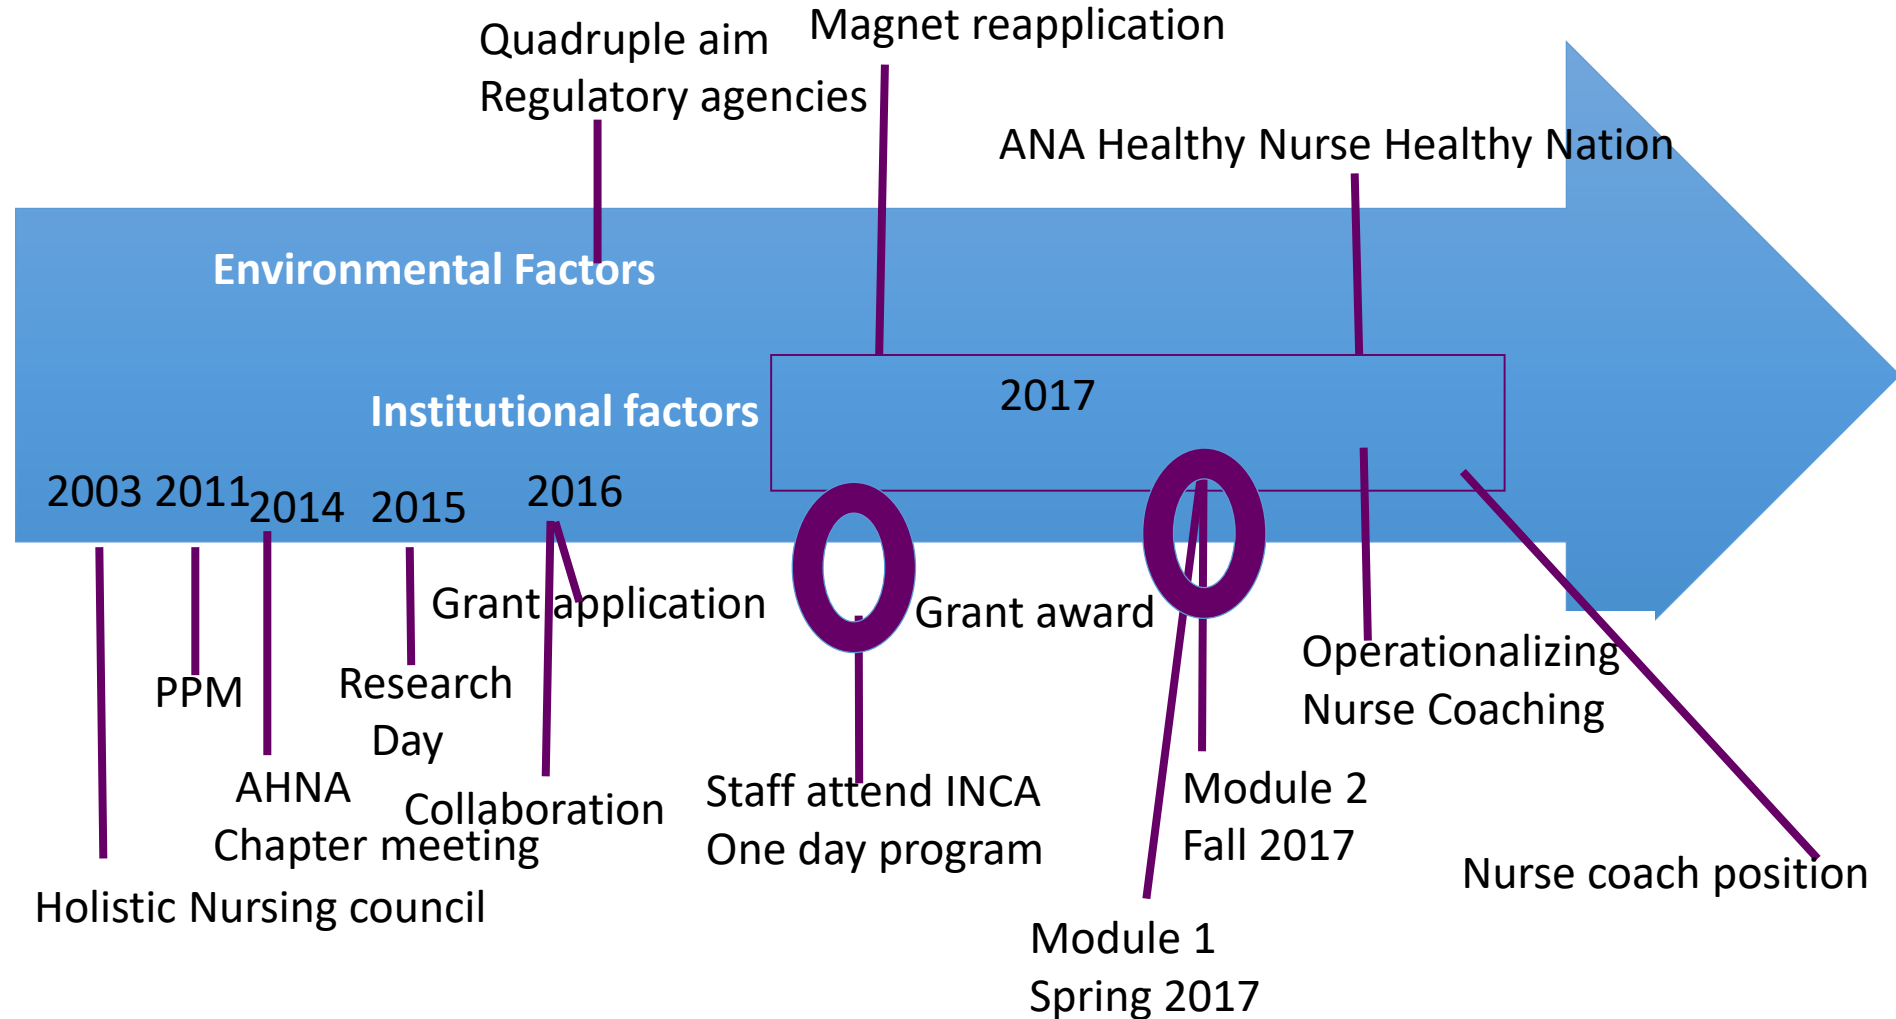 Quadruple aim
Regulatory agencies
Magnet reapplication
ANA Healthy Nurse Healthy Nation
Environmental Factors
Institutional factors
2017
2003
2011
2014
2015
2016
Grant application
Grant award
PPM
Research
Day
Operationalizing
Nurse Coaching
AHNA
Chapter meeting
Collaboration
Staff attend INCA
One day program
Module 2
Fall 2017
Nurse coach position
Holistic Nursing council
Module 1
Spring 2017